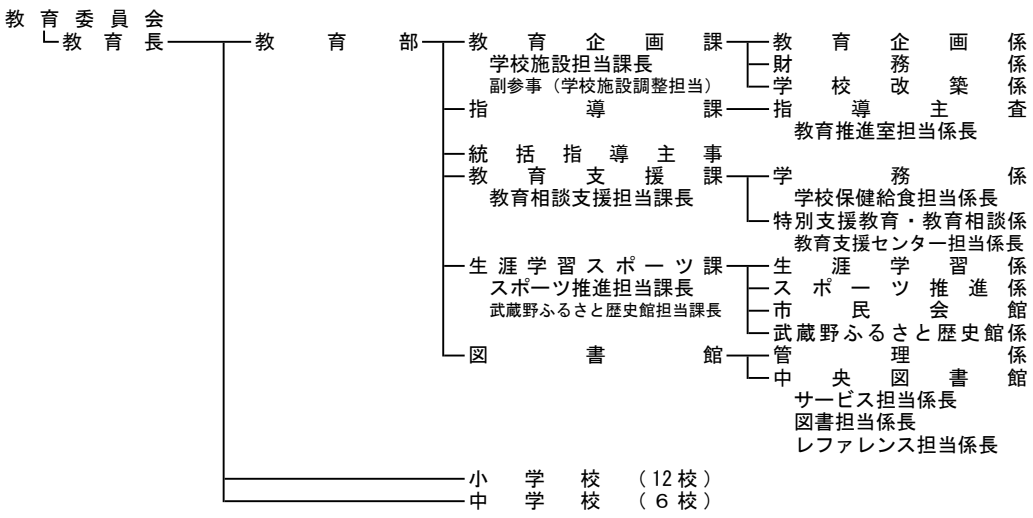 教育委員会
教育長 教育部 教育企画課 教育企画係
学校施設担当課長 財務係
副参事（学校施設調整担当） 学校改築係
指導課 指導主査
教育推進室担当係長
統括指導主事
教育支援課 学務係
教育相談支援担当課長 学校保健給食担当係長
特別支援教育・教育相談係
教育支援センター担当係長
生涯学習スポーツ課 生涯学習係
スポーツ推進担当課長 スポーツ推進係
武蔵野ふるさと歴史館担当課長 市民会館
武蔵野ふるさと歴史館係
図書館 管理係
中央図書館
サービス担当係長
図書担当係長
レファレンス担当係長
小学校（12校）
中学校（６校）